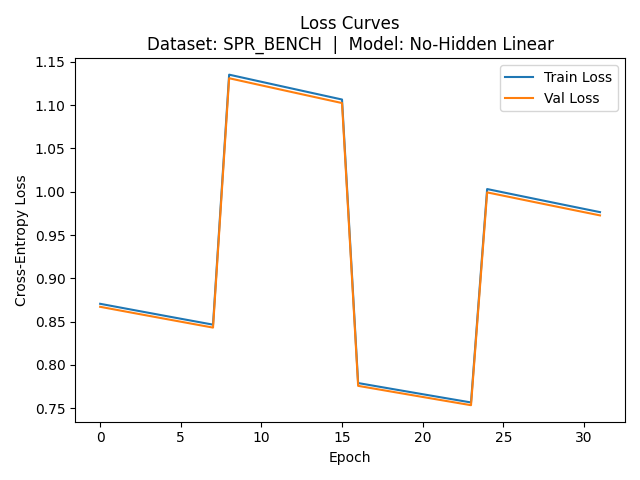 Loss Curves
Dataset: SPR_BENCH | Model: No-Hidden Linear
Train Loss
Val Loss
Cross-Entropy Loss
1.15
1.10
1.05
1.00
0.95
0.90
0.85
0.80
0.75
0 5 10 15 20 25 30
Epoch